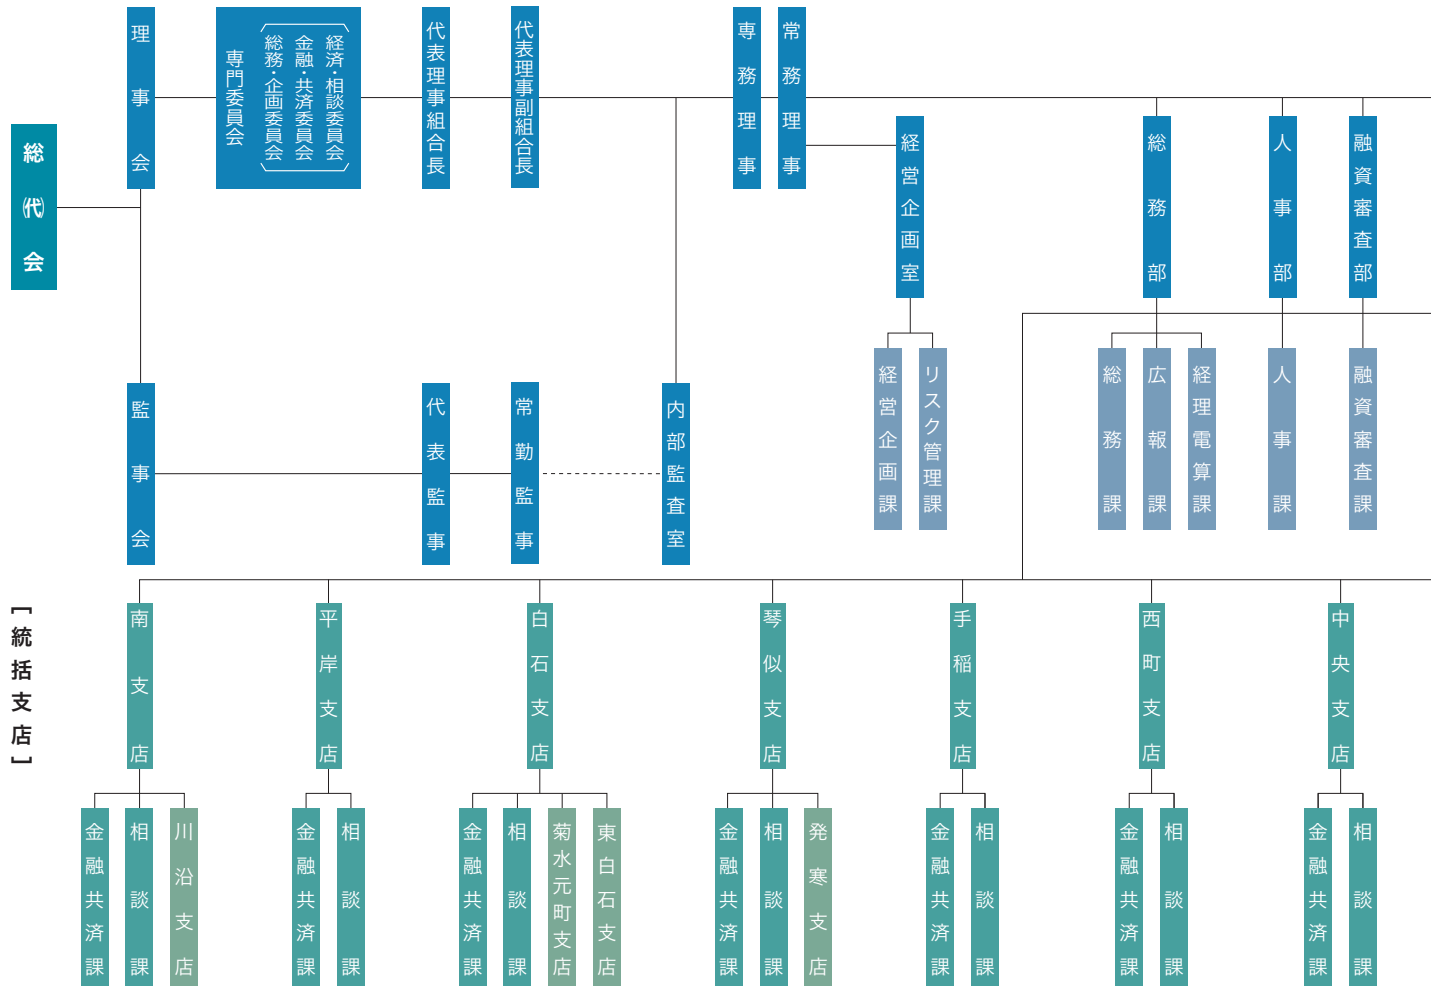 総㈹会
理事会
専門委員会
総務・企画委員会
金融・共済委員会
経済・相談委員会
代表理事組合長
代表理事副組合長
専務理事
常務理事
経営企画室
総務部
人事部
融資審査部
経営企画課
リスク管理課
総務課
広報課
経理電算課
人事課
融資審査課
監事会
代表監事
常勤監事
内部監査室
[統括支店]
南支店
平岸支店
白石支店
琴似支店
手稲支店
西町支店
中央支店
金融共済課
相談課
川沿支店
金融共済課
相談課
金融共済課
相談課
菊水元町支店
東白石支店
金融共済課
相談課
発寒支店
金融共済課
相談課
金融共済課
相談課
金融共済課
相談課